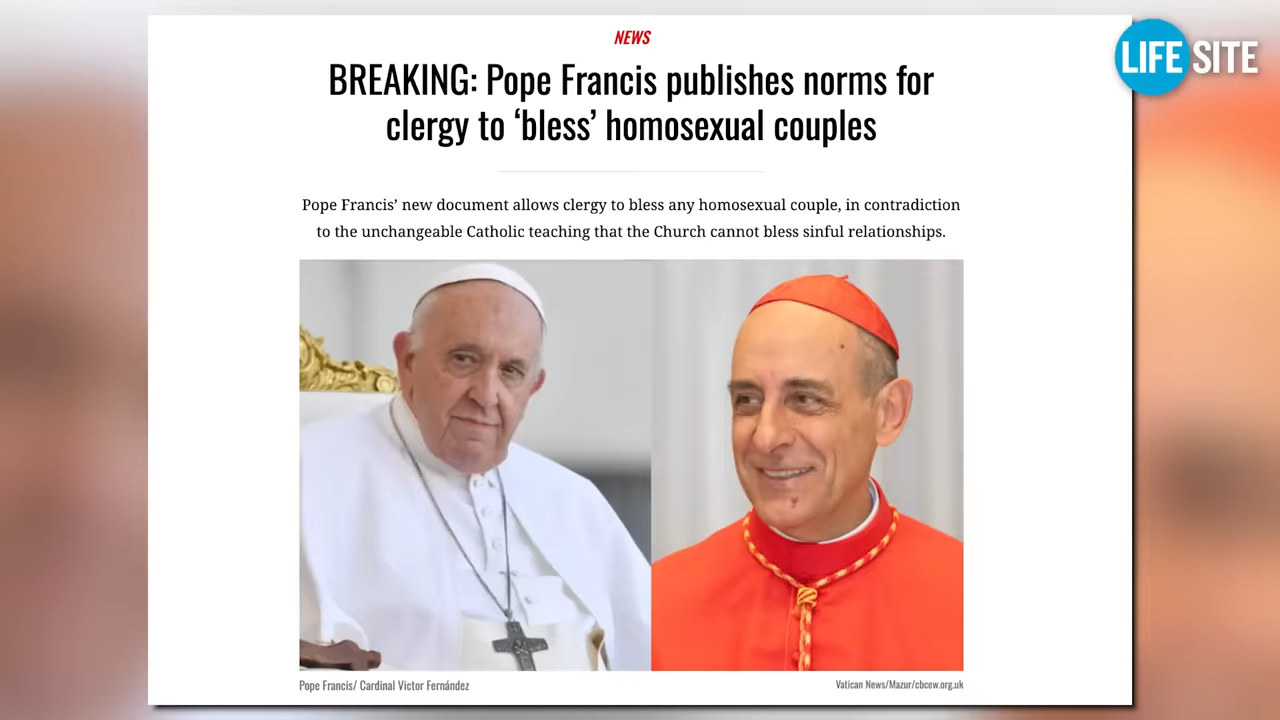 NEWS
LIFE SITE
BREAKING: Pope Francis publishes norms for
clergy to ‘bless’ homosexual couples
Pope Francis’ new document allows clergy to bless any homosexual couple, in contradiction
to the unchangeable Catholic teaching that the Church cannot bless sinful relationships.
Pope Francis/ Cardinal Victor Fernández
Vatican News/Mazur/cbcew.org.uk